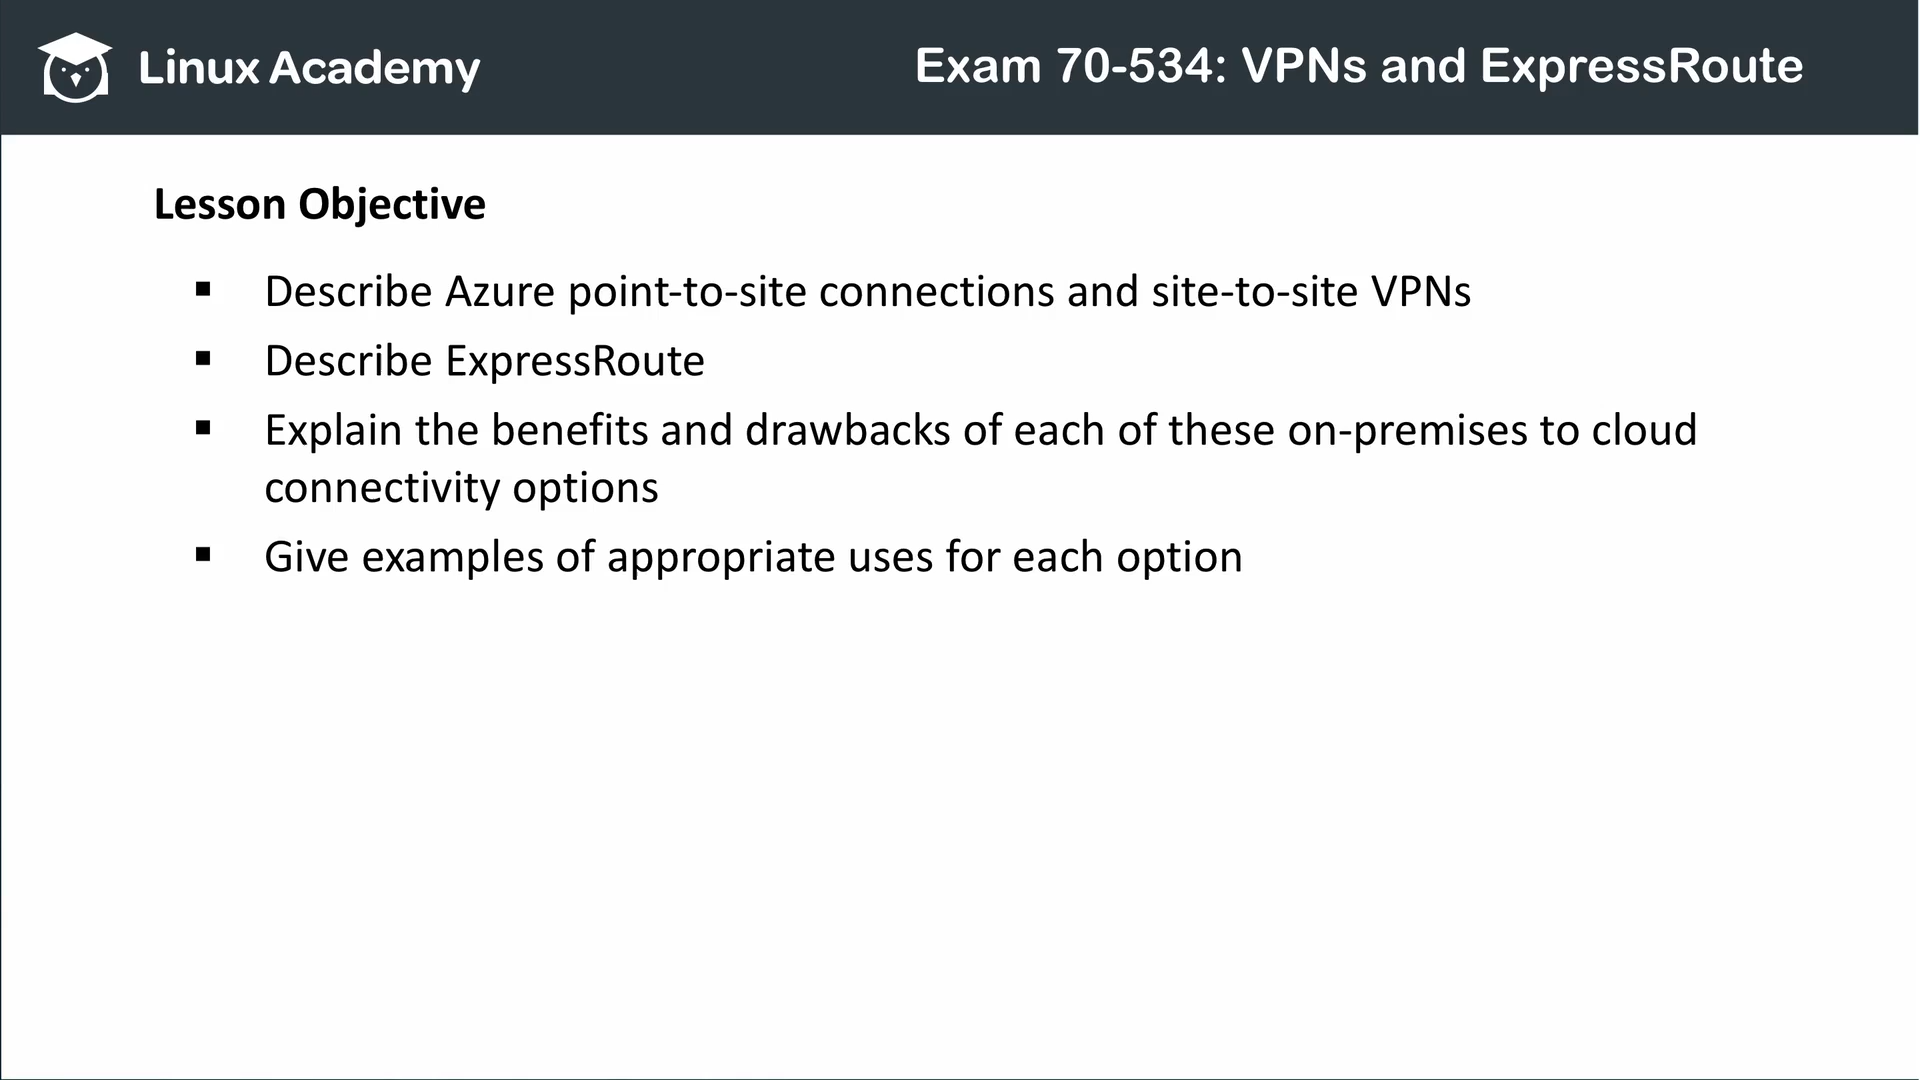 Linux Academy
Exam 70-534: VPNs and ExpressRoute
Lesson Objective
▪ Describe Azure point-to-site connections and site-to-site VPNs
▪ Describe ExpressRoute
▪ Explain the benefits and drawbacks of each of these on-premises to cloud
connectivity options
▪ Give examples of appropriate uses for each option